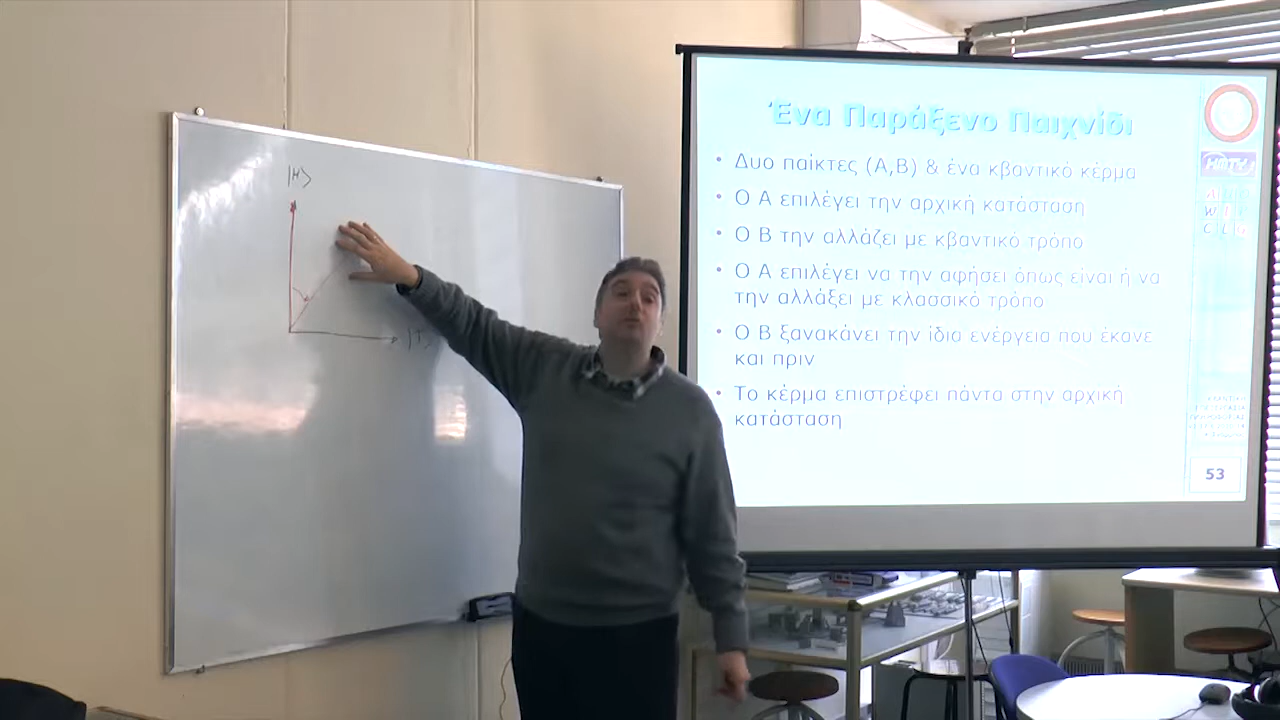 |H>
|T>
Ένα Παράξενο Παιχνίδι
• Δυο παίκτες (Α,Β) & ένα κβαντικό κέρμα
• Ο Α επιλέγει την αρχική κατάσταση
• Ο Β την αλλάζει με κβαντικό τρόπο
• Ο Α επιλέγει να την αφήσει όπως είναι ή να
την αλλάξει με κλασσικό τρόπο
• Ο Β ξανακάνει την ίδια ενέργεια που έκανε
και πριν
• Το κέρμα επιστρέφει πάντα στην αρχική
κατάσταση
53